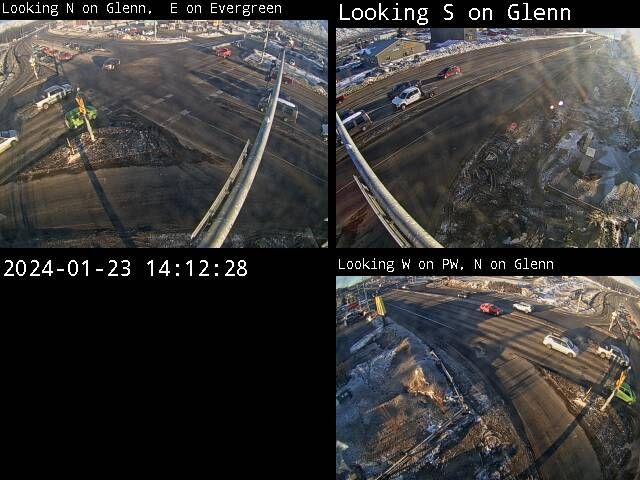 Looking N on Glenn,  E on Evergreen
Looking S on Glenn
2024-01-23 14:12:28
Looking W on PW, N on Glenn